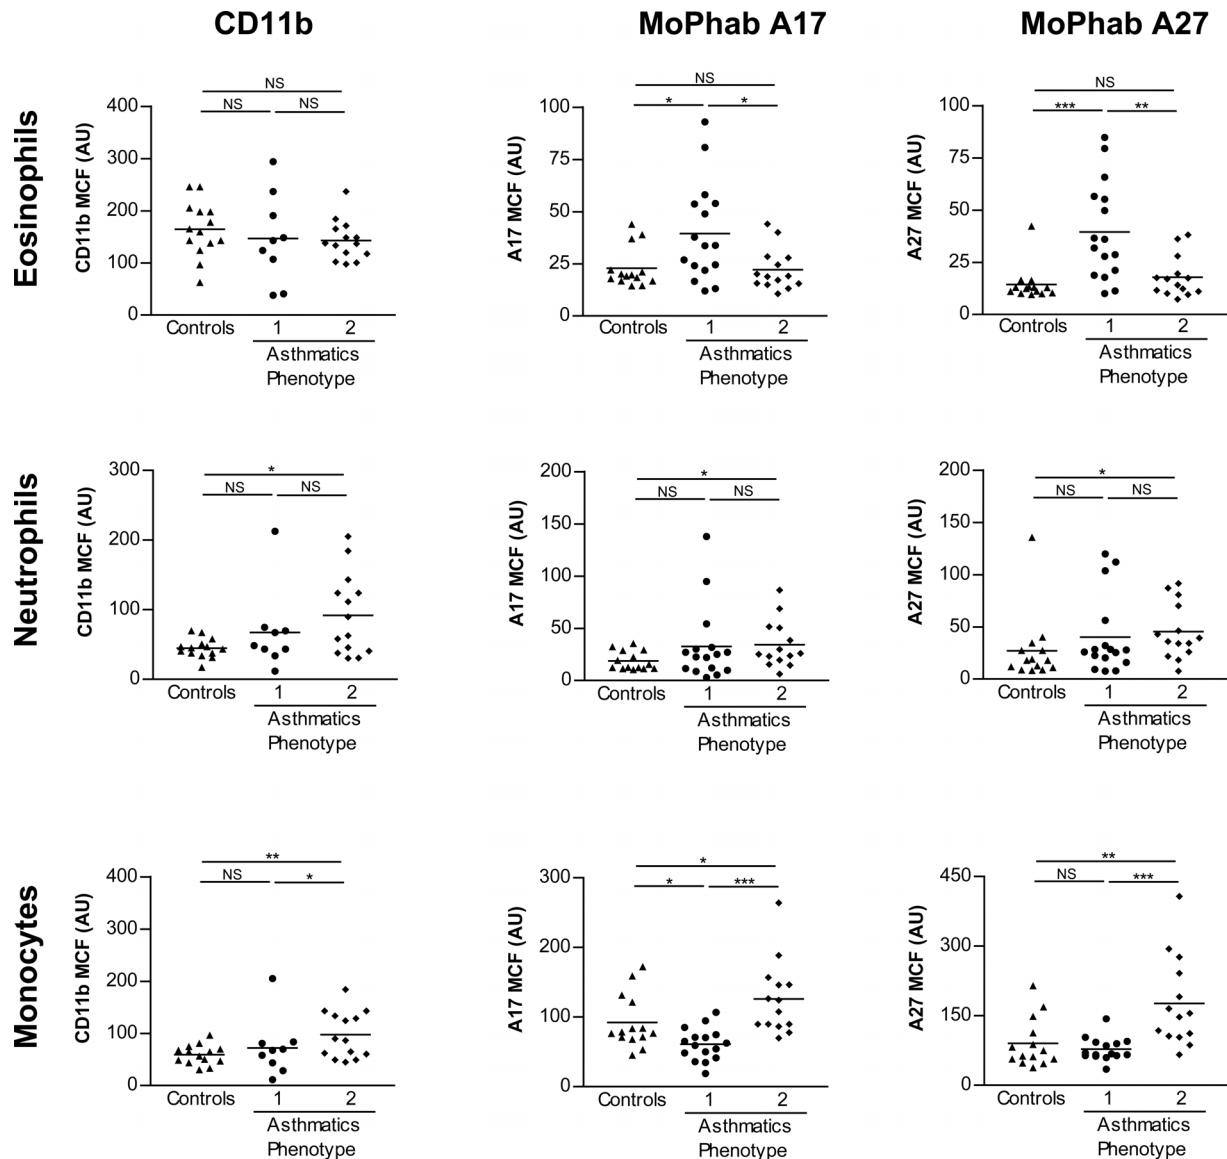 CD11b
MoPhab A17
MoPhab A27
Eosinophils
CD11b MCF (AU)
400
300
200
100
0
NS
NS NS
Controls 1 2
Asthmatics
Phenotype
A17 MCF (AU)
100
75
50
25
0
NS
* *
Controls 1 2
Asthmatics
Phenotype
A27 MCF (AU)
100
75
50
25
0
NS
*** **
Controls 1 2
Asthmatics
Phenotype
Neutrophils
CD11b MCF (AU)
300
200
100
0
*
NS NS
Controls 1 2
Asthmatics
Phenotype
A17 MCF (AU)
200
150
100
50
0
*
NS NS
Controls 1 2
Asthmatics
Phenotype
A27 MCF (AU)
200
150
100
50
0
*
NS NS
Controls 1 2
Asthmatics
Phenotype
Monocytes
CD11b MCF (AU)
400
300
200
100
0
**
NS *
Controls 1 2
Asthmatics
Phenotype
A17 MCF (AU)
300
200
100
0
*
* ***
Controls 1 2
Asthmatics
Phenotype
A27 MCF (AU)
450
300
150
0
**
NS ***
Controls 1 2
Asthmatics
Phenotype